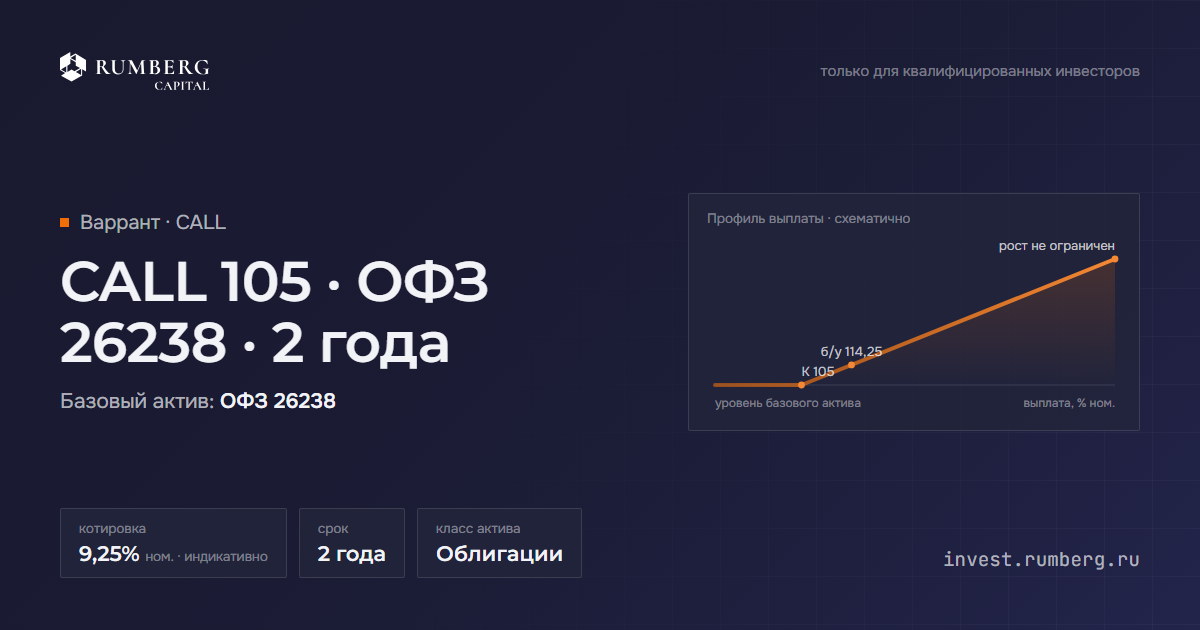 RUMBERG
CAPITAL
только для квалифицированных инвесторов
Варрант · CALL
CALL 105 · ОФЗ
26238 · 2 года
Базовый актив: ОФЗ 26238
Профиль выплаты · схематично
рост не ограничен
б/у 114,25
К 105
уровень базового актива
выплата, % ном.
котировка
9,25% ном. · индикативно
срок
2 года
класс актива
Облигации
invest.rumberg.ru